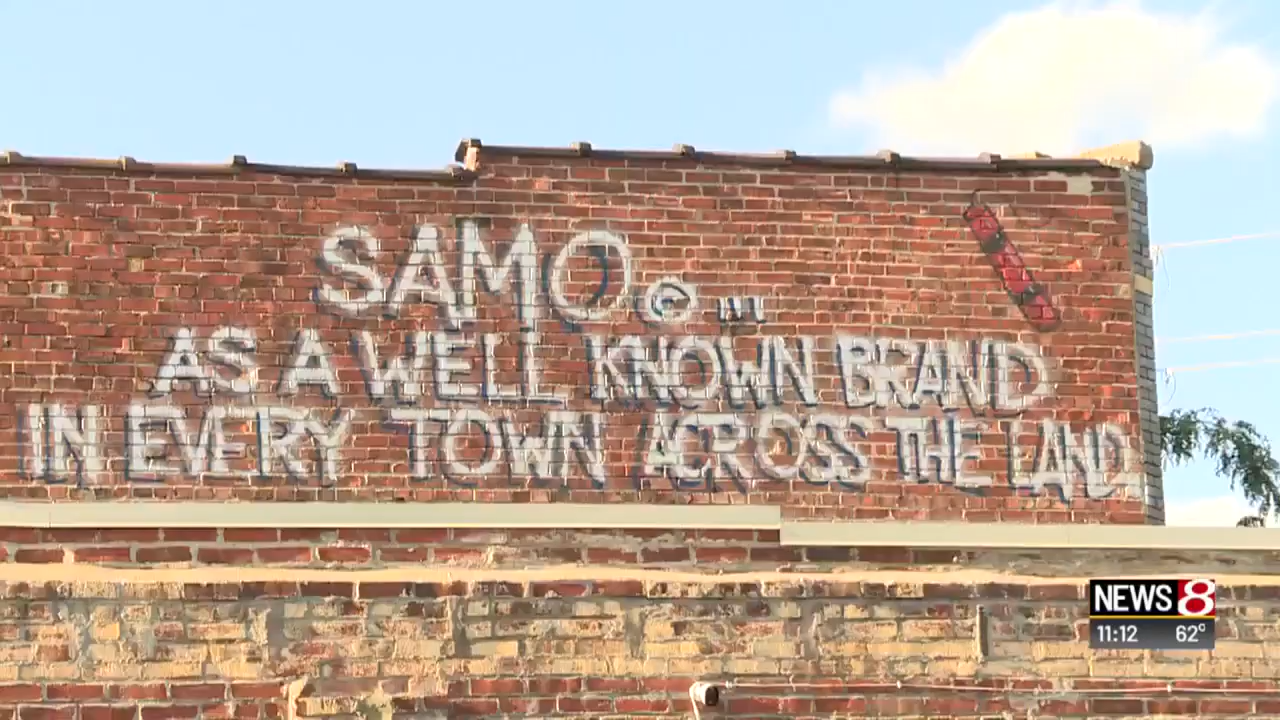 SAMO © ...
AS A WELL KNOWN BRAND
IN EVERY TOWN ACROSS THE LAND.
NEWS 8
11:12 62°